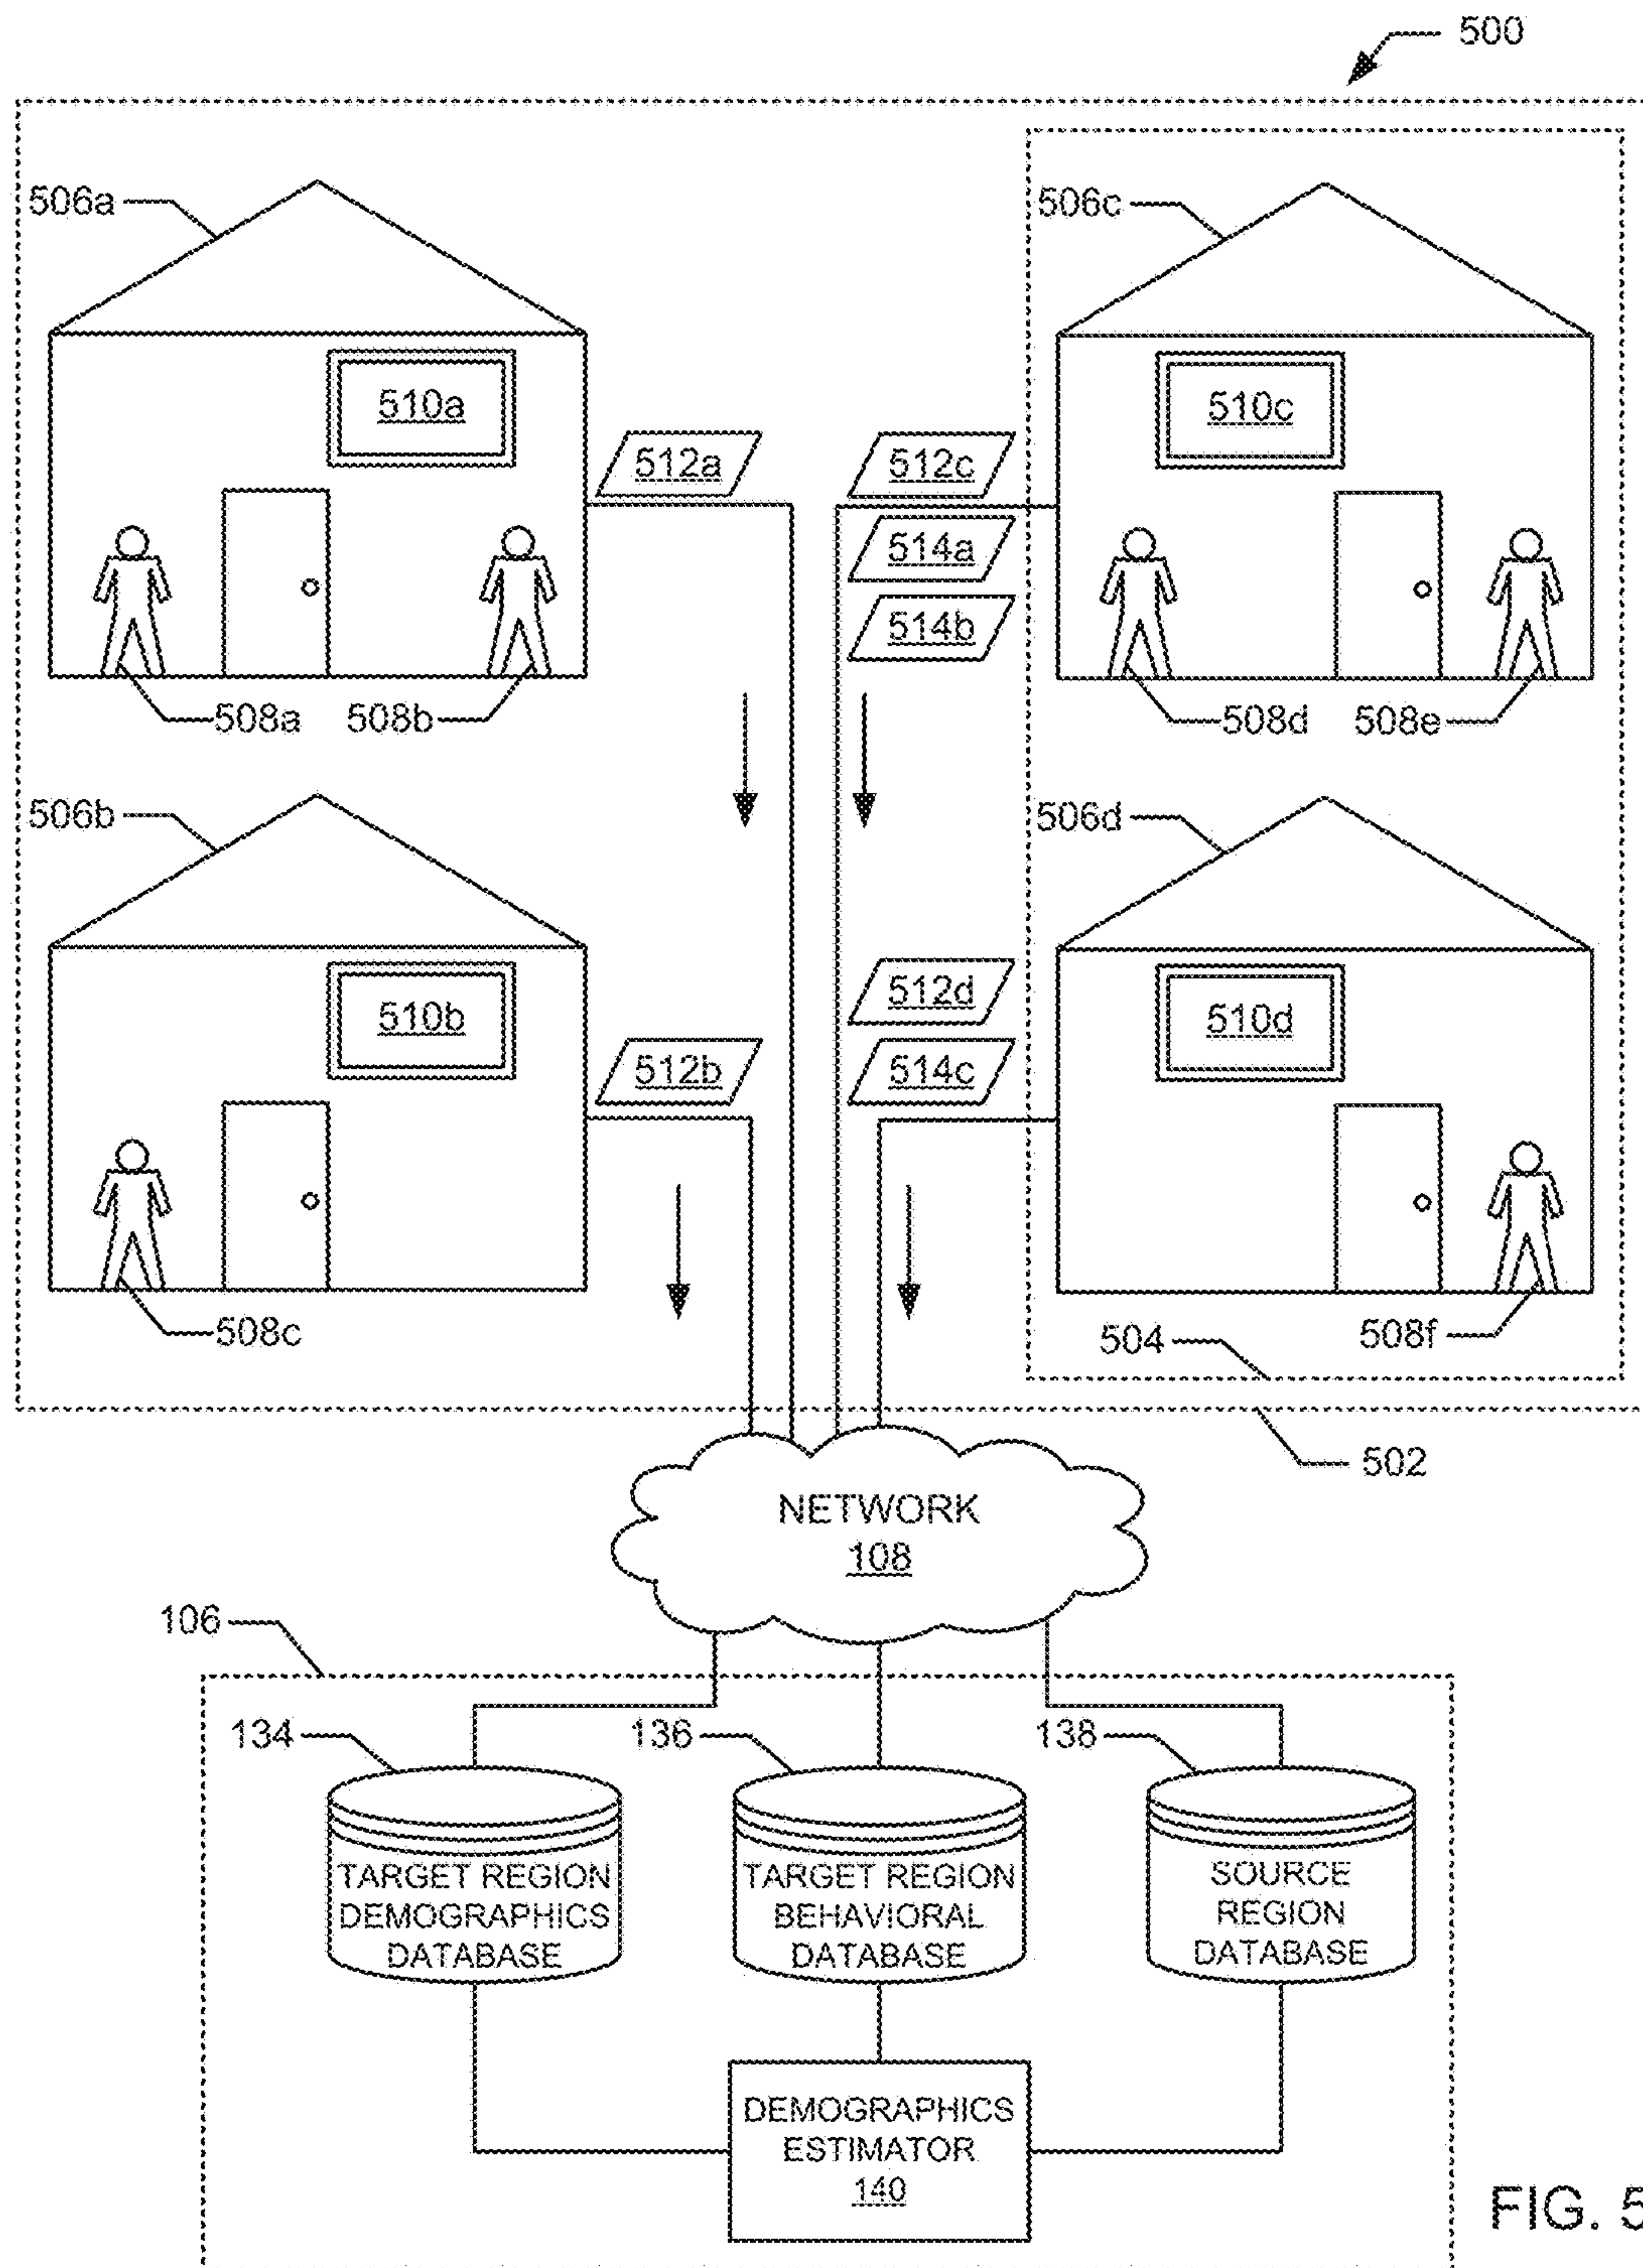 500
506a
506c
510a
510c
512a
512c
514a
514b
508a
508b
508d
508e
506b
506d
510b
510d
512d
512b
514c
508c
504
508f
502
NETWORK
108
106
134
136
138
TARGET REGION
DEMOGRAPHICS
DATABASE
TARGET REGION
BEHAVIORAL
DATABASE
SOURCE
REGION
DATABASE
DEMOGRAPHICS
ESTIMATOR
140
FIG. 5